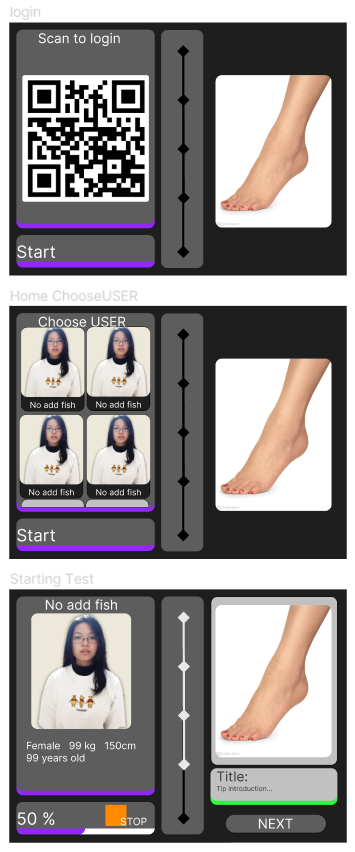 login
Scan to login
Start
Home ChooseUSER
Choose USER
No add fish
No add fish
No add fish
No add fish
Start
Starting Test
No add fish
Female 99 kg 150cm
99 years old
50 %
STOP
Title:
Tip introduction...
NEXT